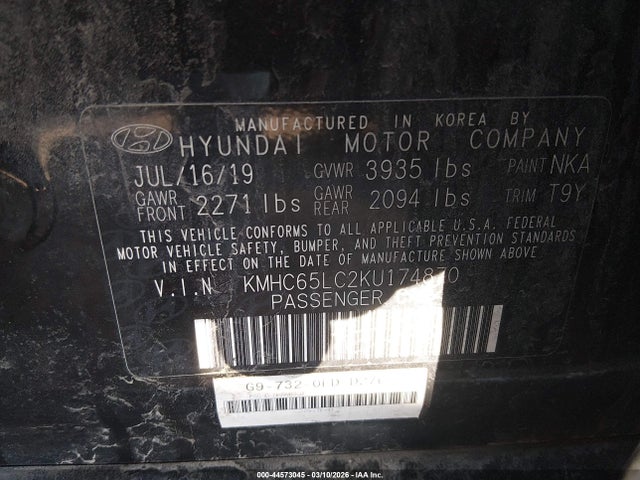 MANUFACTURED IN KOREA BY
HYUNDAI MOTOR COMPANY
JUL/16/19 GVWR 3935 lbs PAINT NKA
GAWR FRONT 2271 lbs GAWR REAR 2094 lbs TRIM T9Y
THIS VEHICLE CONFORMS TO ALL APPLICABLE U.S.A. FEDERAL
MOTOR VEHICLE SAFETY, BUMPER, AND THEFT PREVENTION STANDARDS
IN EFFECT ON THE DATE OF MANUFACTURE SHOWN ABOVE.
V.I.N KMHC65LC2KU174870
PASSENGER
G9-732
000-44573045 - 03/10/2026 - IAA Inc.